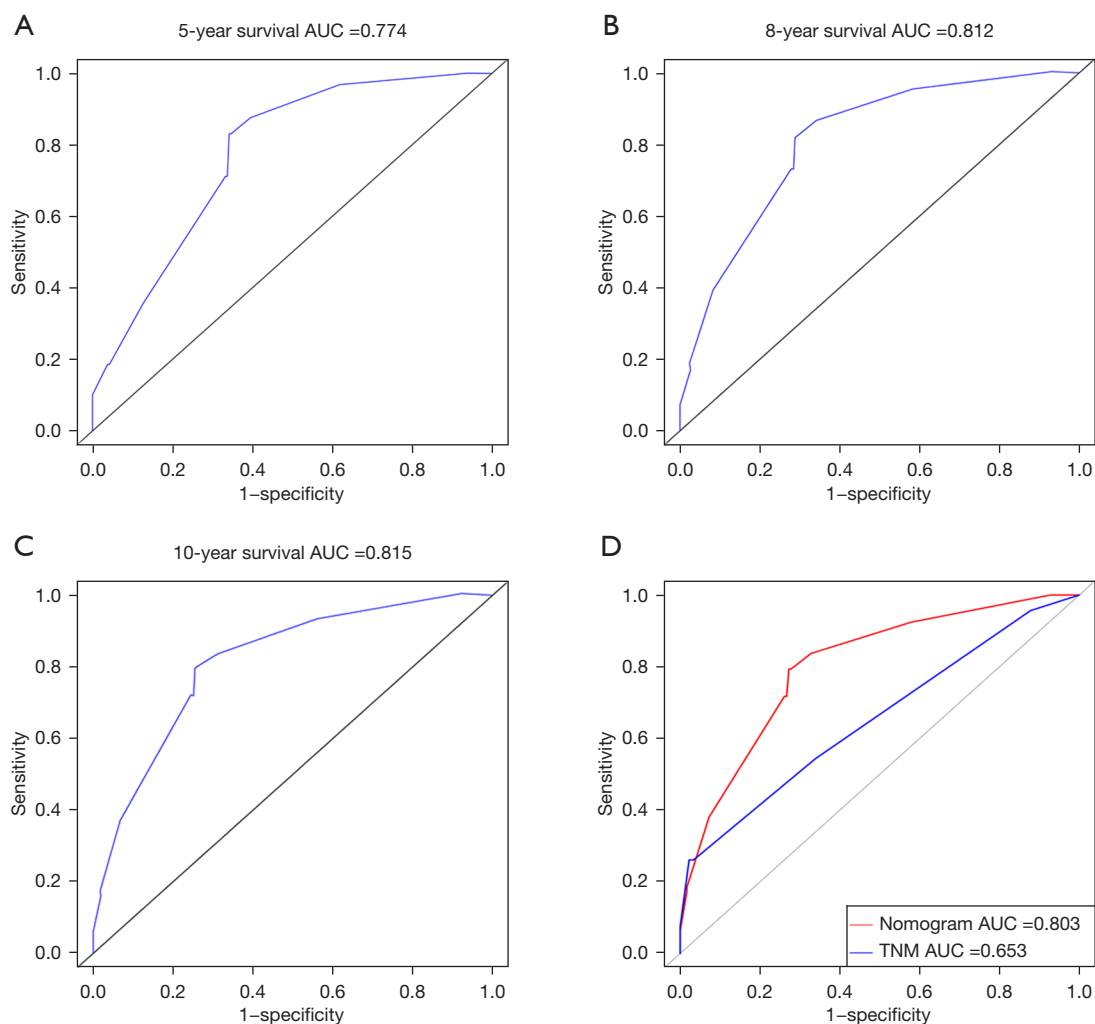 A
5-year survival AUC =0.774
1.0
0.8
0.6
0.4
0.2
0.0
Sensitivity
0.0 0.2 0.4 0.6 0.8 1.0
1–specificity
B
8-year survival AUC =0.812
1.0
0.8
0.6
0.4
0.2
0.0
Sensitivity
0.0 0.2 0.4 0.6 0.8 1.0
1–specificity
C
10-year survival AUC =0.815
1.0
0.8
0.6
0.4
0.2
0.0
Sensitivity
0.0 0.2 0.4 0.6 0.8 1.0
1–specificity
D
1.0
0.8
0.6
0.4
0.2
0.0
Sensitivity
Nomogram AUC =0.803
TNM AUC =0.653
0.0 0.2 0.4 0.6 0.8 1.0
1–specificity